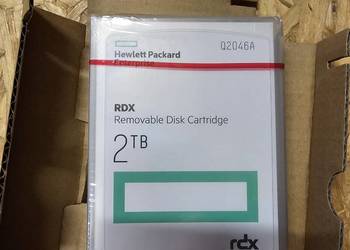 Hewlett Packard
Enterprise
Q2046A
RDX
Removable Disk Cartridge
2TB
rdx